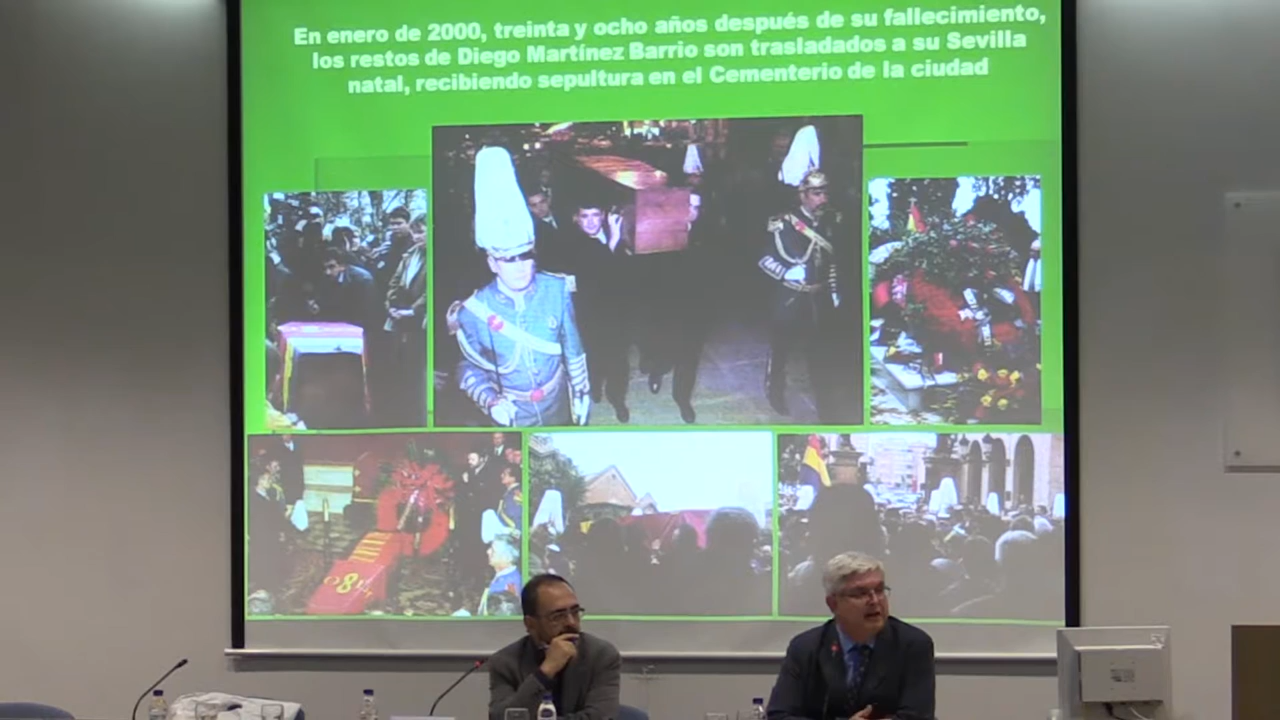 En enero de 2000, treinta y ocho años después de su fallecimiento,
los restos de Diego Martínez Barrio son trasladados a su Sevilla
natal, recibiendo sepultura en el Cementerio de la ciudad